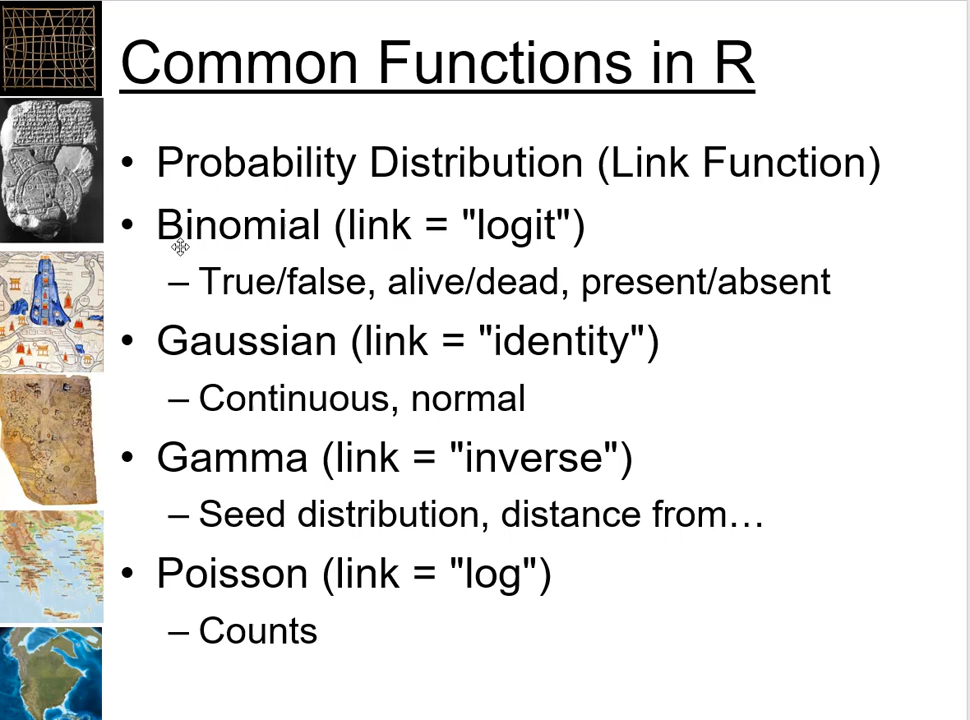 Common Functions in R
• Probability Distribution (Link Function)
• Binomial (link = "logit")
– True/false, alive/dead, present/absent
• Gaussian (link = "identity")
– Continuous, normal
• Gamma (link = "inverse")
– Seed distribution, distance from…
• Poisson (link = "log")
– Counts